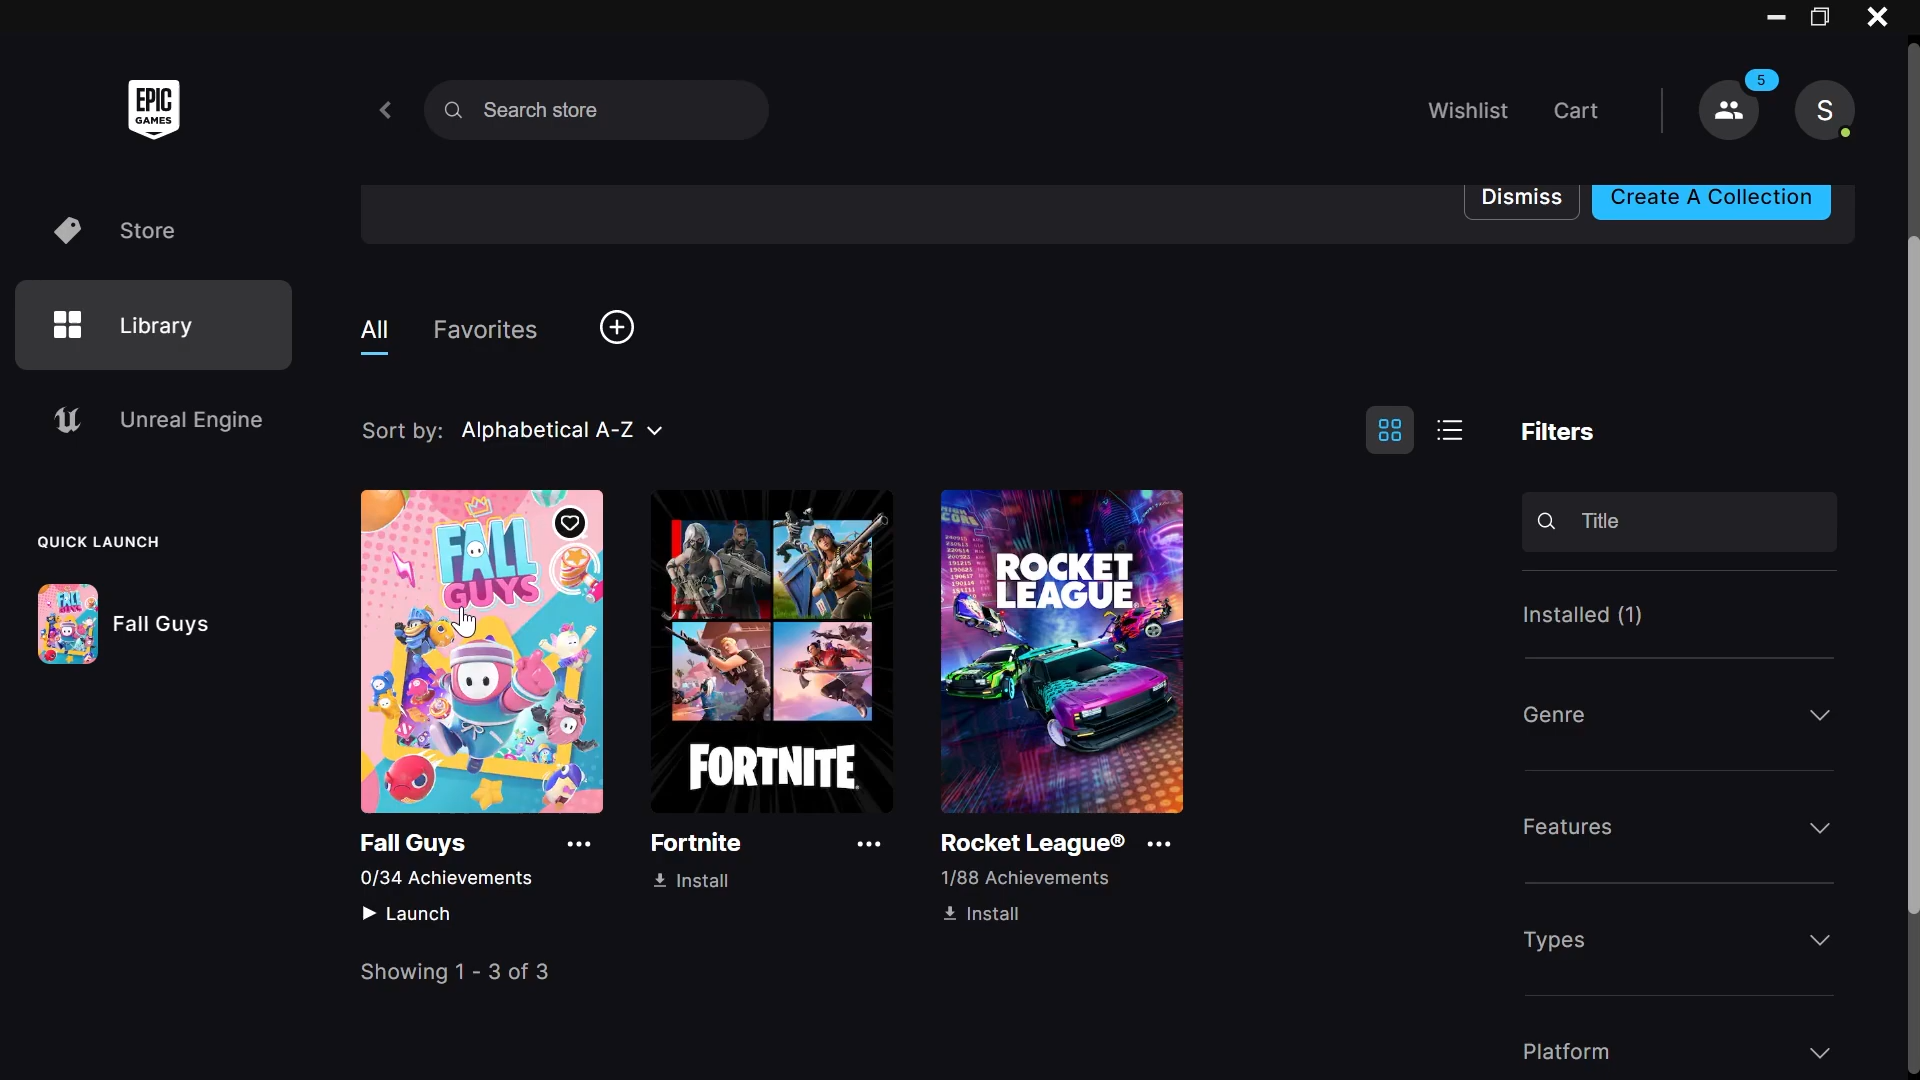 EPIC
GAMES
Search store
Wishlist
Cart
5
S
Store
Library
Unreal Engine
QUICK LAUNCH
Fall Guys
Dismiss
Create A Collection
All
Favorites
Sort by: Alphabetical A-Z
FALL
GUYS
Fall Guys
0/34 Achievements
Launch
FORTNITE
Fortnite
Install
ROCKET
LEAGUE
Rocket League®
1/88 Achievements
Install
Showing 1 - 3 of 3
Filters
Title
Installed (1)
Genre
Features
Types
Platform